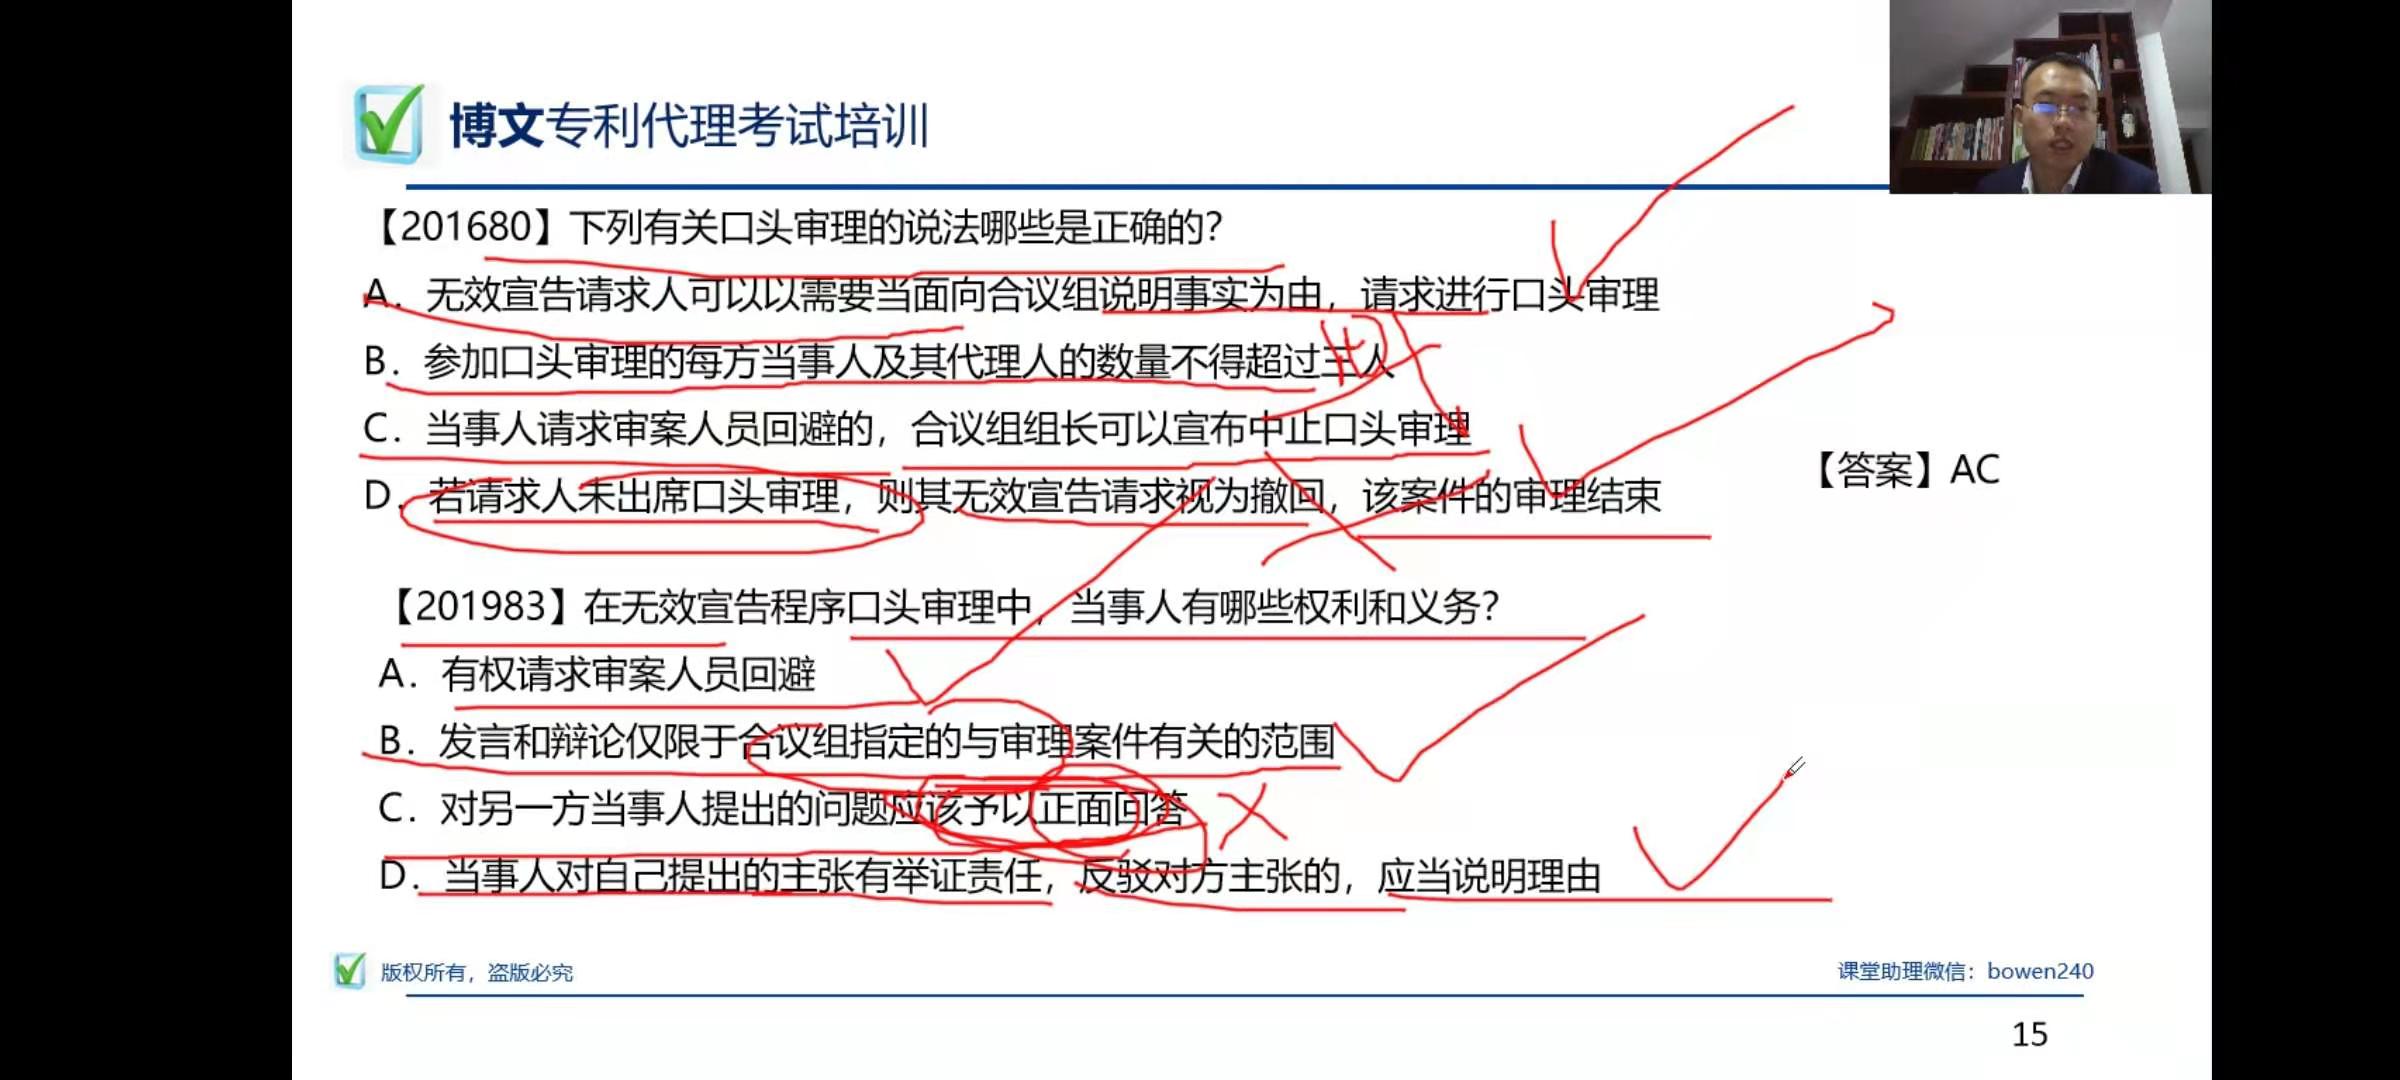 博文专利代理考试培训
【201680】下列有关口头审理的说法哪些是正确的？
A. 无效宣告请求人可以以需要当面向合议组说明事实为由，请求进行口头审理
B. 参加口头审理的每方当事人及其代理人的数量不得超过三人
C. 当事人请求审案人员回避的，合议组组长可以宣布中止口头审理
D. 若请求人未出席口头审理，则其无效宣告请求视为撤回，该案件的审理结束
【答案】AC
【201983】在无效宣告程序口头审理中，当事人有哪些权利和义务？
A. 有权请求审案人员回避
B. 发言和辩论仅限于合议组指定的与审理案件有关的范围
C. 对另一方当事人提出的问题应该予以正面回答
D. 当事人对自己提出的主张有举证责任，反驳对方主张的，应当说明理由
版权所有，盗版必究
课堂助理微信：bowen240
15